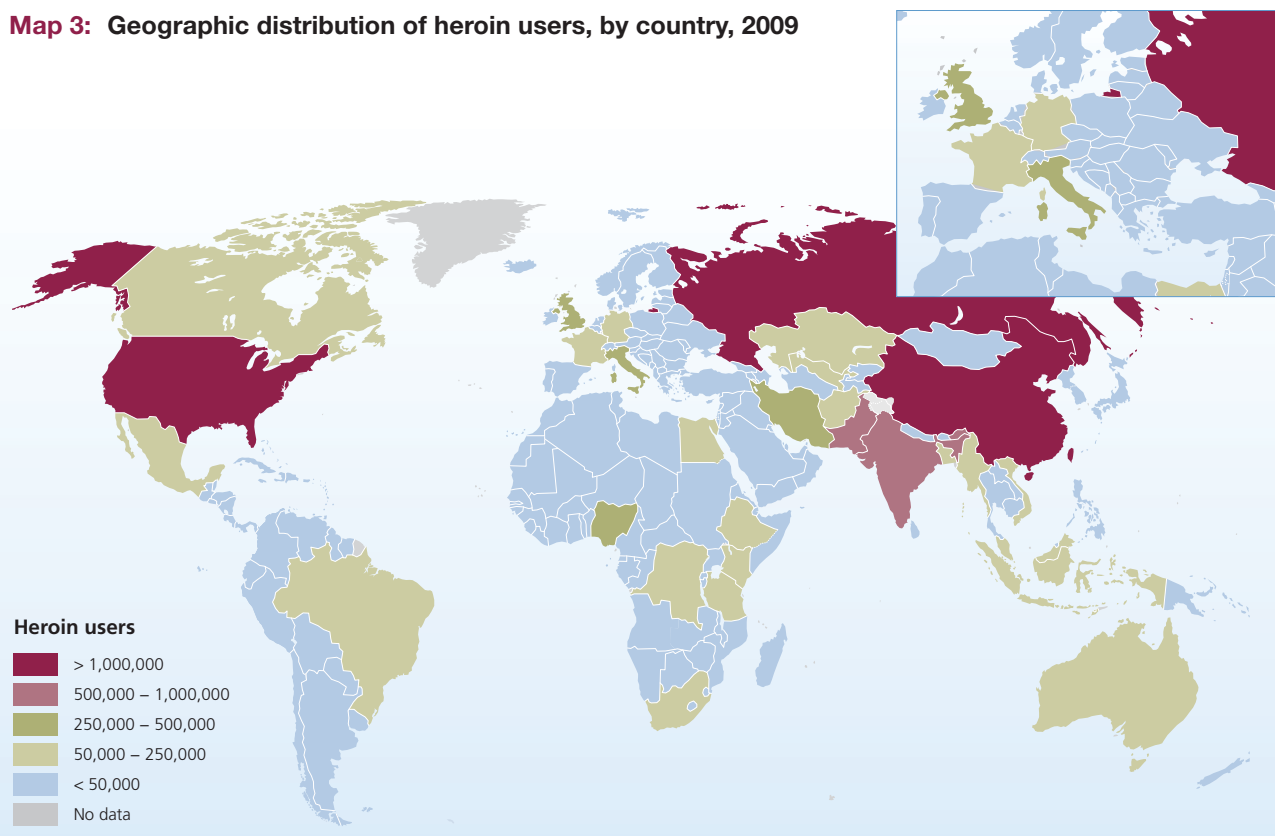 Map 3: Geographic distribution of heroin users, by country, 2009
Heroin users
> 1,000,000
500,000 – 1,000,000
250,000 – 500,000
50,000 – 250,000
< 50,000
No data